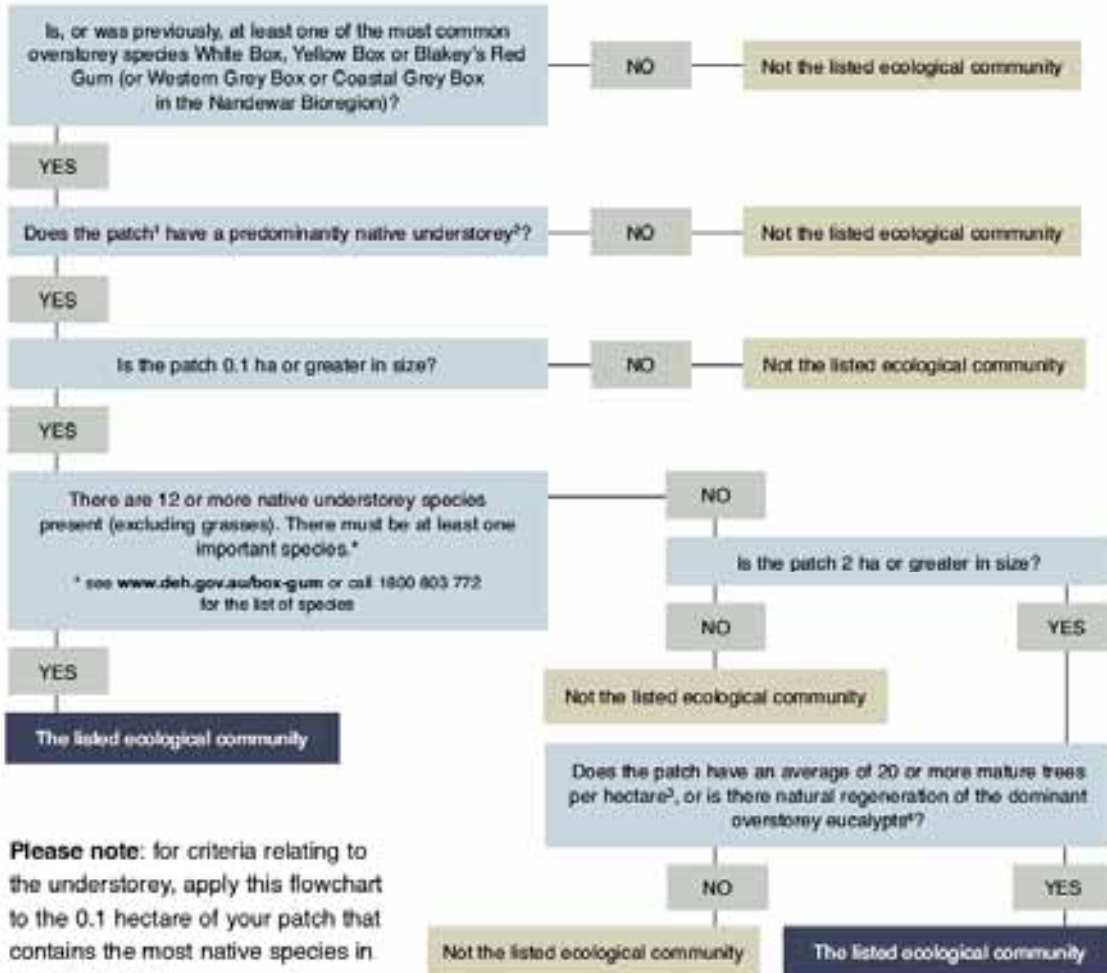 Is, or was previously, at least one of the most common
overstorey species White Box, Yellow Box or Blakey's Red
Gum (or Western Grey Box or Coastal Grey Box
in the Nandewar Bioregion)?
NO
Not the listed ecological community
YES
Does the patch¹ have a predominanity native understorey²?
NO
Not the listed ecological community
YES
Is the patch 0.1 ha or greater in size?
NO
Not the listed ecological community
YES
There are 12 or more native understorey species
present (excluding grasses). There must be at least one
important species.*
* see www.deh.gov.au/box-gum or call 1800 803 772
for the list of species
NO
Is the patch 2 ha or greater in size?
NO
YES
YES
Not the listed ecological community
The listed ecological community
Does the patch have an average of 20 or more mature trees
per hectare³, or is there natural regeneration of the dominant
overstorey eucalypts⁴?
Please note: for criteria relating to
the understorey, apply this flowchart
to the 0.1 hectare of your patch that
contains the most native species in
NO
YES
Not the listed ecological community
The listed ecological community